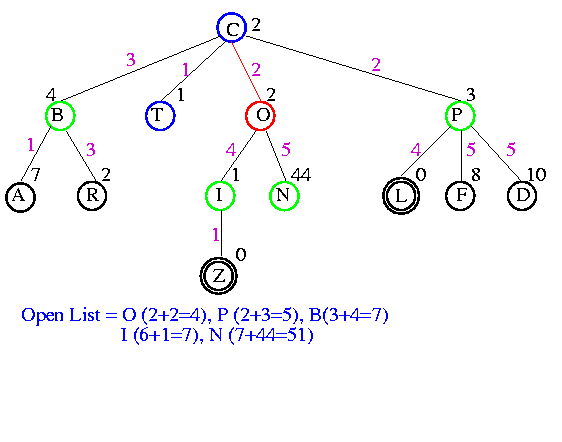 C 2
3 1 2 2
4 1 2 3
B T O P
1 3 4 5 4 5 5
7 2 1 44 0 8 10
A R I N L F D
1
0
Z
Open List = O (2+2=4), P (2+3=5), B(3+4=7)
I (6+1=7), N (7+44=51)